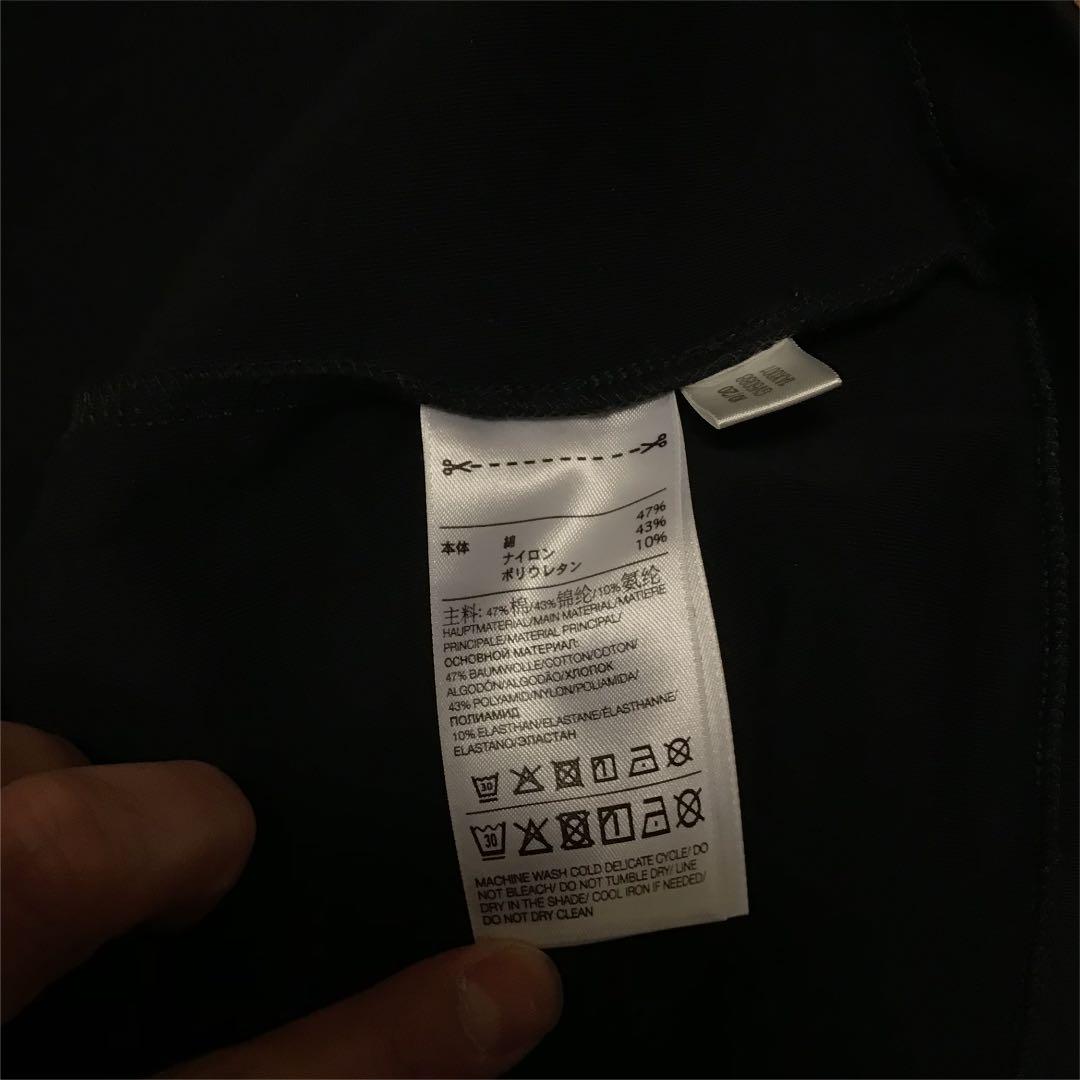 10/20
47%
本体 綿 43%
ナイロン 10%
ポリウレタン
主料: 47%棉/43%锦纶/10%氨纶
HAUPTMATERIAL/MAIN MATERIAL/MATIERE
PRINCIPALE/MATERIAL PRINCIPAL/
ОСНОВНОЙ МАТЕРИАЛ:
47% BAUMWOLLE/COTTON/COTON/
ALGODÓN/ALGODÃO/ХЛОПОК
43% POLYAMID/NYLON/POLIAMIDA/
ПОЛИАМИД
10% ELASTHAN/ELASTANE/ÉLASTHANNE/
ELASTANO/ЭЛАСТАН
30
30
MACHINE WASH COLD DELICATE CYCLE/ DO
NOT BLEACH/ DO NOT TUMBLE DRY/ LINE
DRY IN THE SHADE/ COOL IRON IF NEEDED/
DO NOT DRY CLEAN